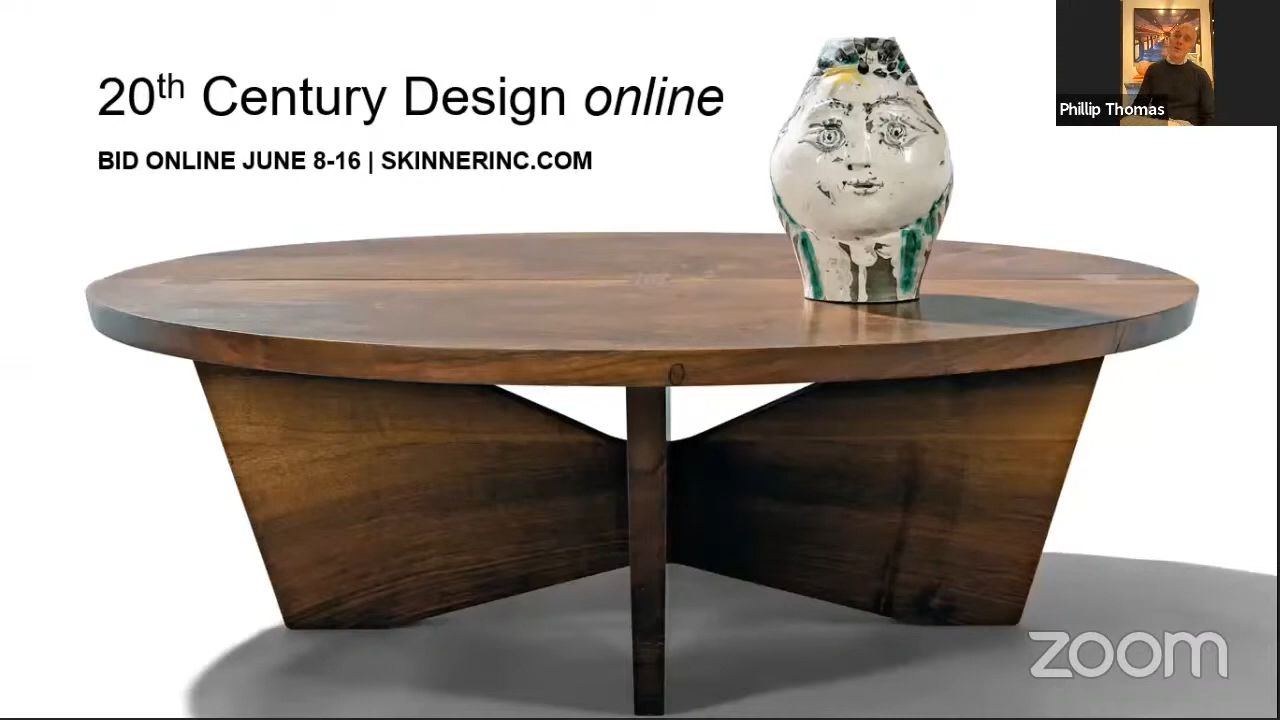 20th Century Design online
BID ONLINE JUNE 8-16 | SKINNERINC.COM
Phillip Thomas
zoom